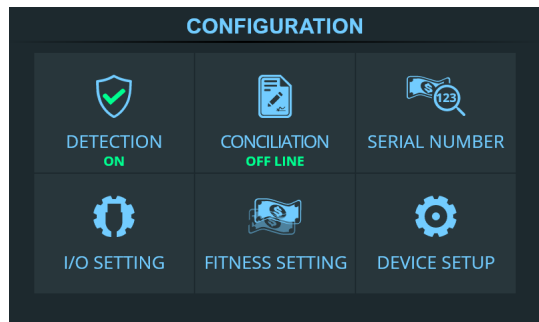 CONFIGURATION
123
DETECTION
ON
CONCILIATION
OFF LINE
SERIAL NUMBER
I/O SETTING
FITNESS SETTING
DEVICE SETUP